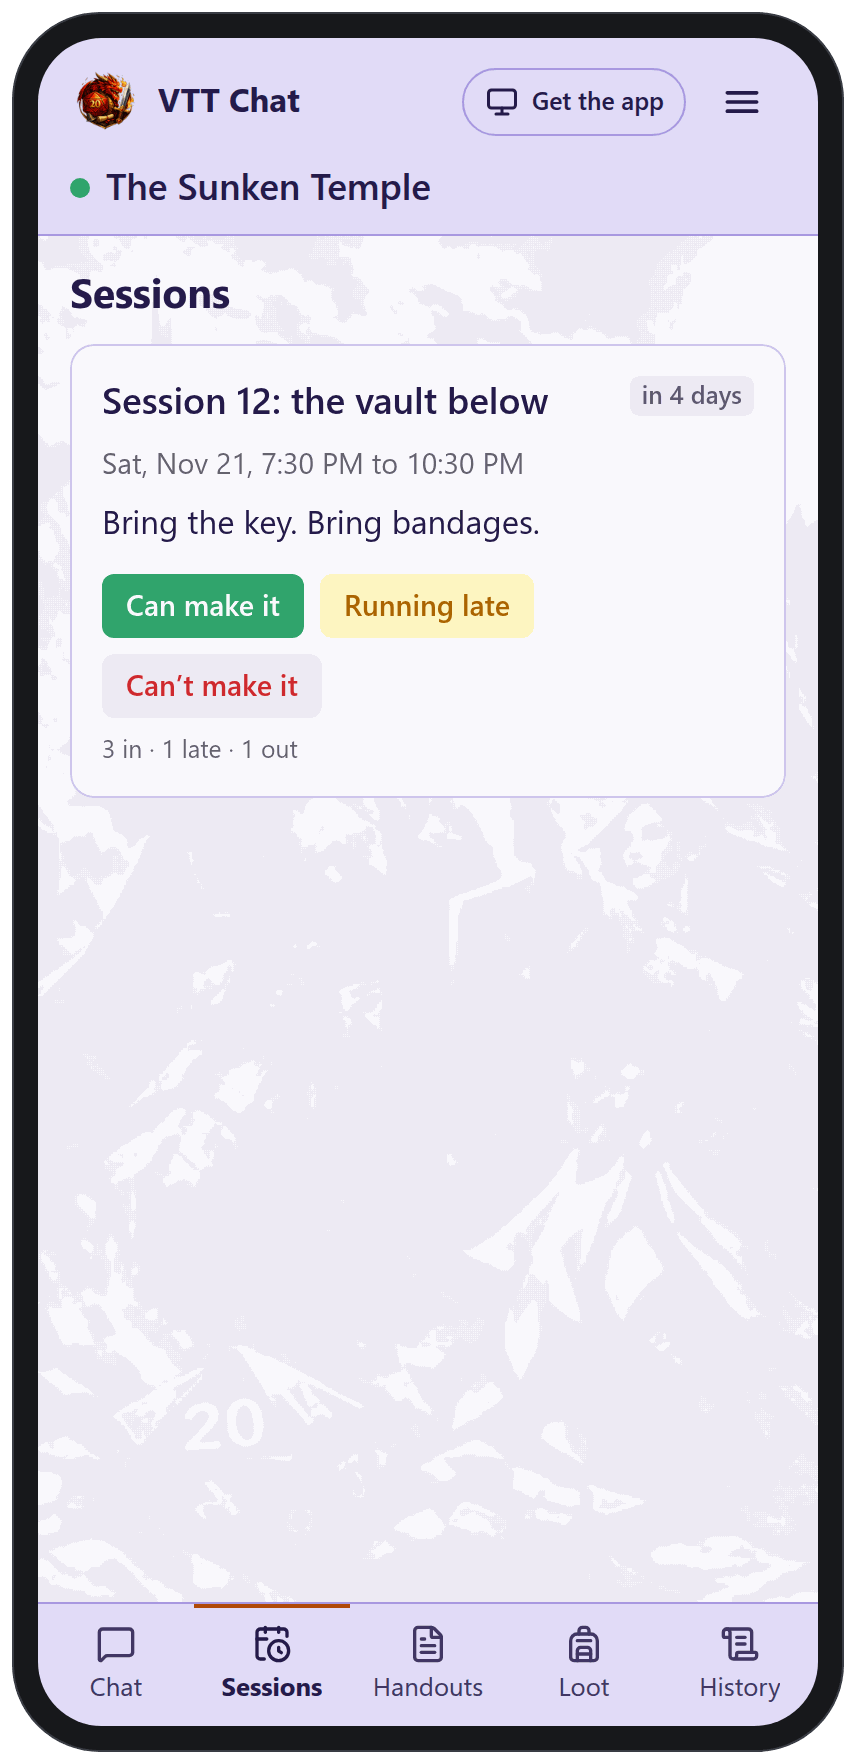 20
VTT Chat
Get the app
The Sunken Temple
Sessions
Session 12: the vault below
in 4 days
Sat, Nov 21, 7:30 PM to 10:30 PM
Bring the key. Bring bandages.
Can make it
Running late
Can’t make it
3 in · 1 late · 1 out
20
Chat
Sessions
Handouts
Loot
History